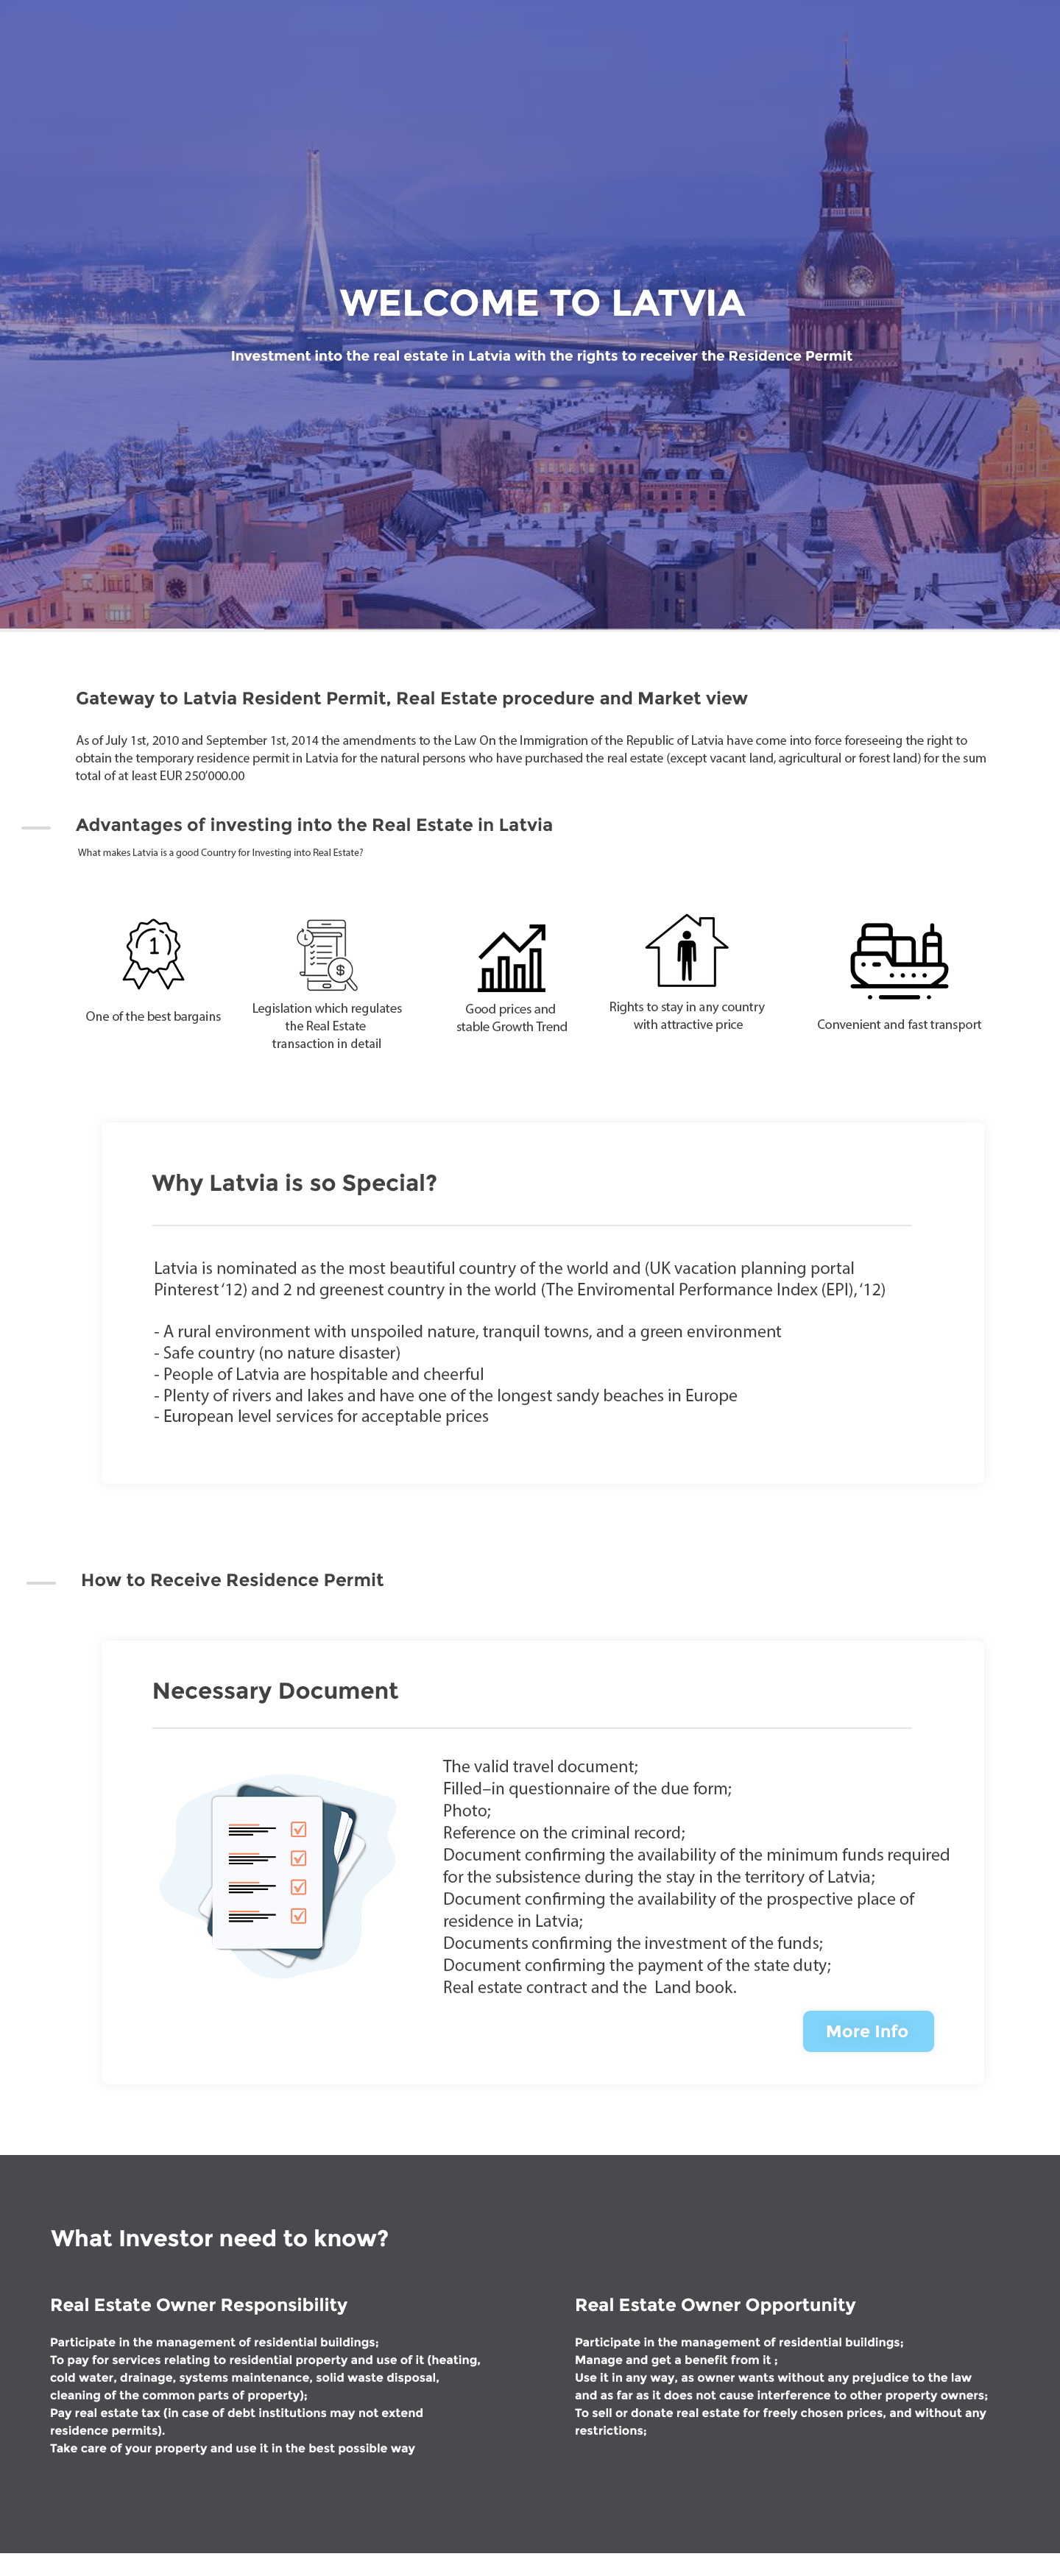 WELCOME TO LATVIA
Investment into the real estate in Latvia with the rights to receiver the Residence Permit
Gateway to Latvia Resident Permit, Real Estate procedure and Market view
As of July 1st, 2010 and September 1st, 2014 the amendments to the Law On the Immigration of the Republic of Latvia have come into force foreseeing the right to
obtain the temporary residence permit in Latvia for the natural persons who have purchased the real estate (except vacant land, agricultural or forest land) for the sum
total of at least EUR 250'000.00
Advantages of investing into the Real Estate in Latvia
What makes Latvia is a good Country for Investing into Real Estate?
1
$
One of the best bargains
Legislation which regulates
the Real Estate
transaction in detail
Good prices and
stable Growth Trend
Rights to stay in any country
with attractive price
Convenient and fast transport
Why Latvia is so Special?
Latvia is nominated as the most beautiful country of the world and (UK vacation planning portal
Pinterest ‘12) and 2 nd greenest country in the world (The Enviromental Performance Index (EPI), ‘12)
- A rural environment with unspoiled nature, tranquil towns, and a green environment
- Safe country (no nature disaster)
- People of Latvia are hospitable and cheerful
- Plenty of rivers and lakes and have one of the longest sandy beaches in Europe
- European level services for acceptable prices
How to Receive Residence Permit
Necessary Document
The valid travel document;
Filled–in questionnaire of the due form;
Photo;
Reference on the criminal record;
Document confirming the availability of the minimum funds required
for the subsistence during the stay in the territory of Latvia;
Document confirming the availability of the prospective place of
residence in Latvia;
Documents confirming the investment of the funds;
Document confirming the payment of the state duty;
Real estate contract and the  Land book.
More Info
What Investor need to know?
Real Estate Owner Responsibility
Participate in the management of residential buildings;
To pay for services relating to residential property and use of it (heating,
cold water, drainage, systems maintenance, solid waste disposal,
cleaning of the common parts of property);
Pay real estate tax (in case of debt institutions may not extend
residence permits).
Take care of your property and use it in the best possible way
Real Estate Owner Opportunity
Participate in the management of residential buildings;
Manage and get a benefit from it ;
Use it in any way, as owner wants without any prejudice to the law
and as far as it does not cause interference to other property owners;
To sell or donate real estate for freely chosen prices, and without any
restrictions;